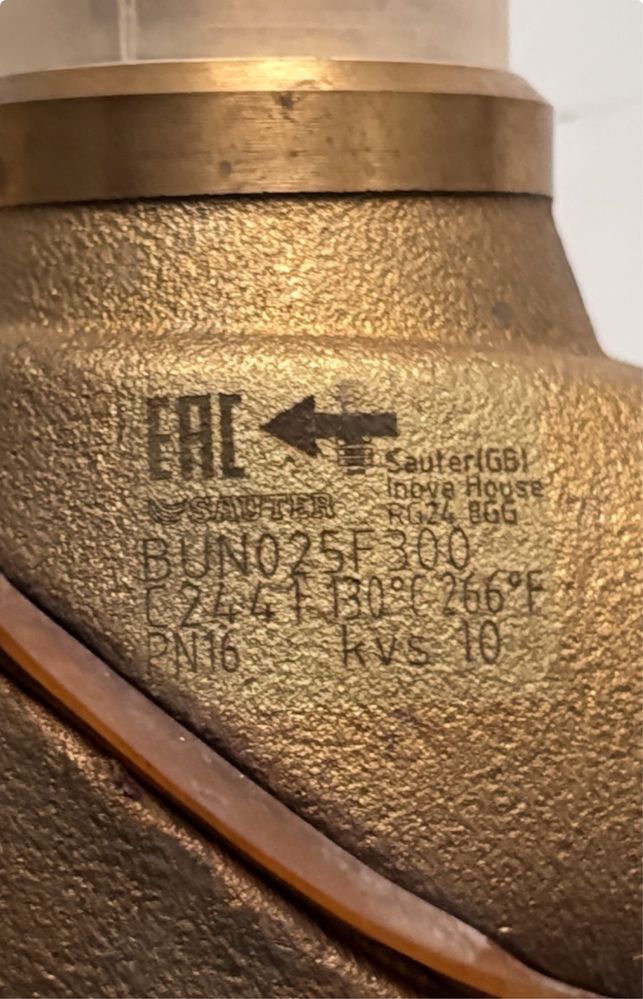 EAC
Sauter(GB)
Inova House
SAUTER
RG24 8GG
BUN025F300
C2441 130°C 266°F
PN16 kvs 10